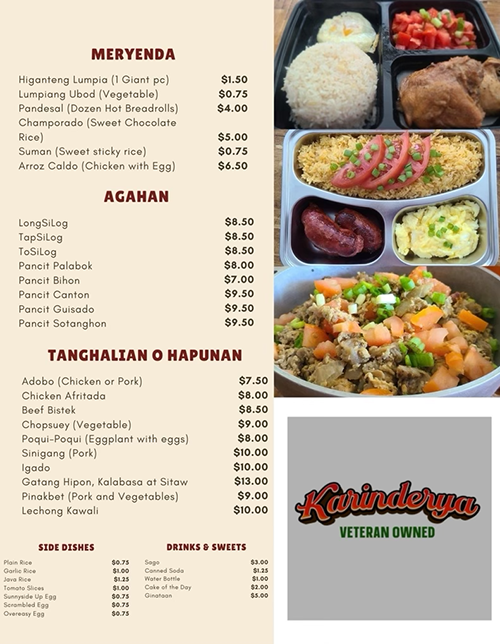 MERYENDA
Higanteng Lumpia (1 Giant pc) $1.50
Lumpiang Ubod (Vegetable) $0.75
Pandesal (Dozen Hot Breadrolls) $4.00
Champorado (Sweet Chocolate
Rice) $5.00
Suman (Sweet sticky rice) $0.75
Arroz Caldo (Chicken with Egg) $6.50
AGAHAN
LongSiLog $8.50
TapSiLog $8.50
ToSiLog $8.50
Pancit Palabok $8.00
Pancit Bihon $7.00
Pancit Canton $9.50
Pancit Guisado $9.50
Pancit Sotanghon $9.50
TANGHALIAN O HAPUNAN
Adobo (Chicken or Pork) $7.50
Chicken Afritada $8.00
Beef Bistek $8.50
Chopsuey (Vegetable) $9.00
Poqui-Poqui (Eggplant with eggs) $8.00
Sinigang (Pork) $10.00
Igado $10.00
Gatang Hipon, Kalabasa at Sitaw $13.00
Pinakbet (Pork and Vegetables) $9.00
Lechong Kawali $10.00
SIDE DISHES
Plain Rice $0.75
Garlic Rice $1.00
Java Rice $1.25
Tomato Slices $1.00
Sunnyside Up Egg $0.75
Scrambled Egg $0.75
Overeasy Egg $0.75
DRINKS & SWEETS
Sago $3.00
Canned Soda $1.25
Water Bottle $1.00
Cake of the Day $2.00
Ginataan $5.00
Karinderya
VETERAN OWNED